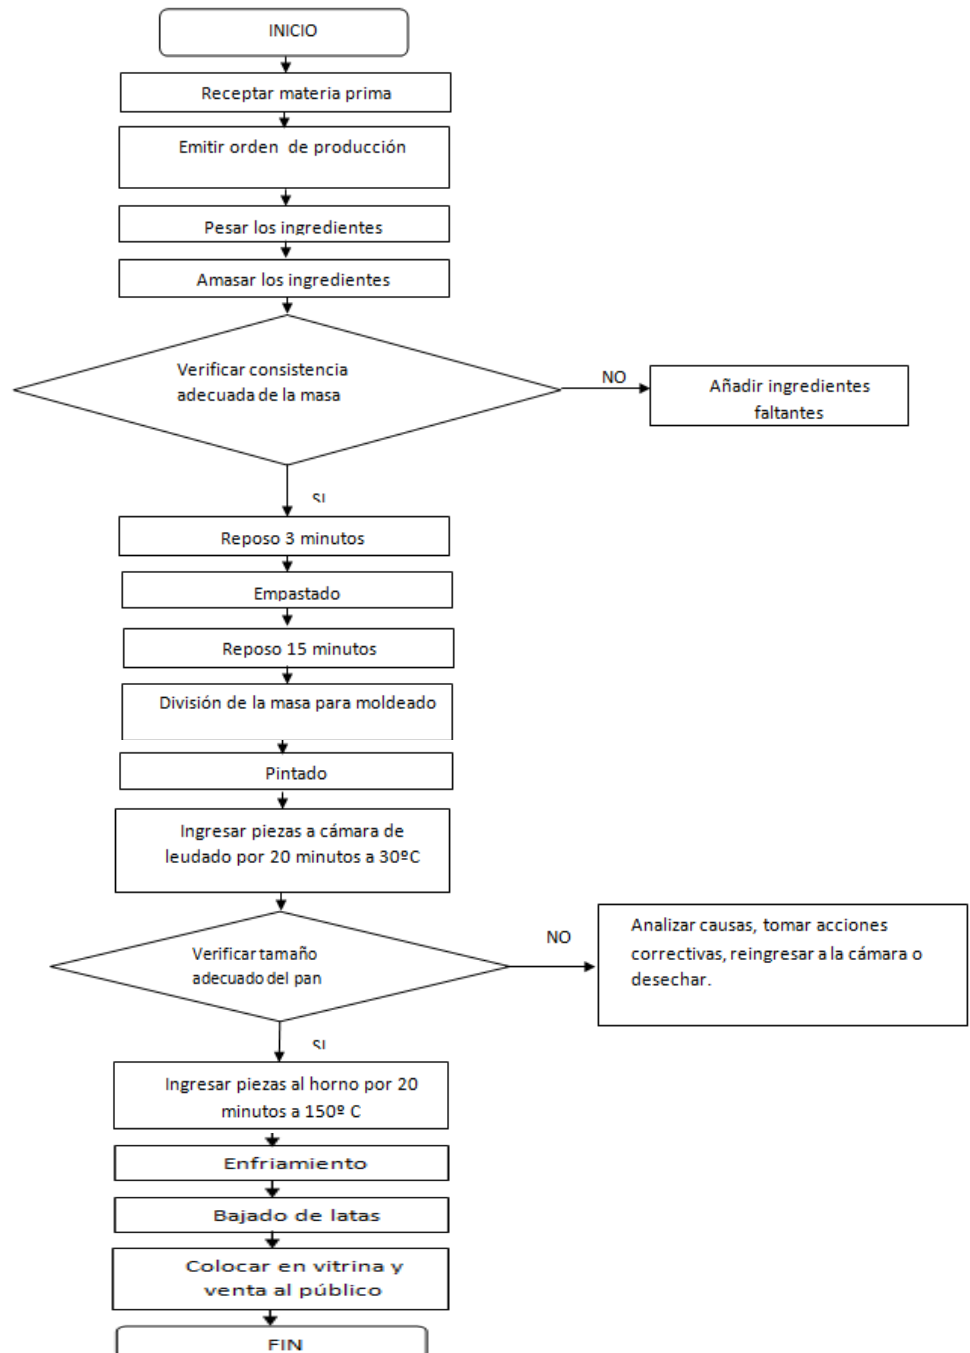 INICIO
Receptar materia prima
Emitir orden de producción
Pesar los ingredientes
Amasar los ingredientes
Verificar consistencia
adecuada de la masa
NO
Añadir ingredientes
faltantes
SI
Reposo 3 minutos
Empastado
Reposo 15 minutos
División de la masa para moldeado
Pintado
Ingresar piezas a cámara de
leudado por 20 minutos a 30ºC
Verificar tamaño
adecuado del pan
NO
Analizar causas, tomar acciones
correctivas, reingresar a la cámara o
desechar.
SI
Ingresar piezas al horno por 20
minutos a 150º C
Enfriamiento
Bajado de latas
Colocar en vitrina y
venta al público
FIN